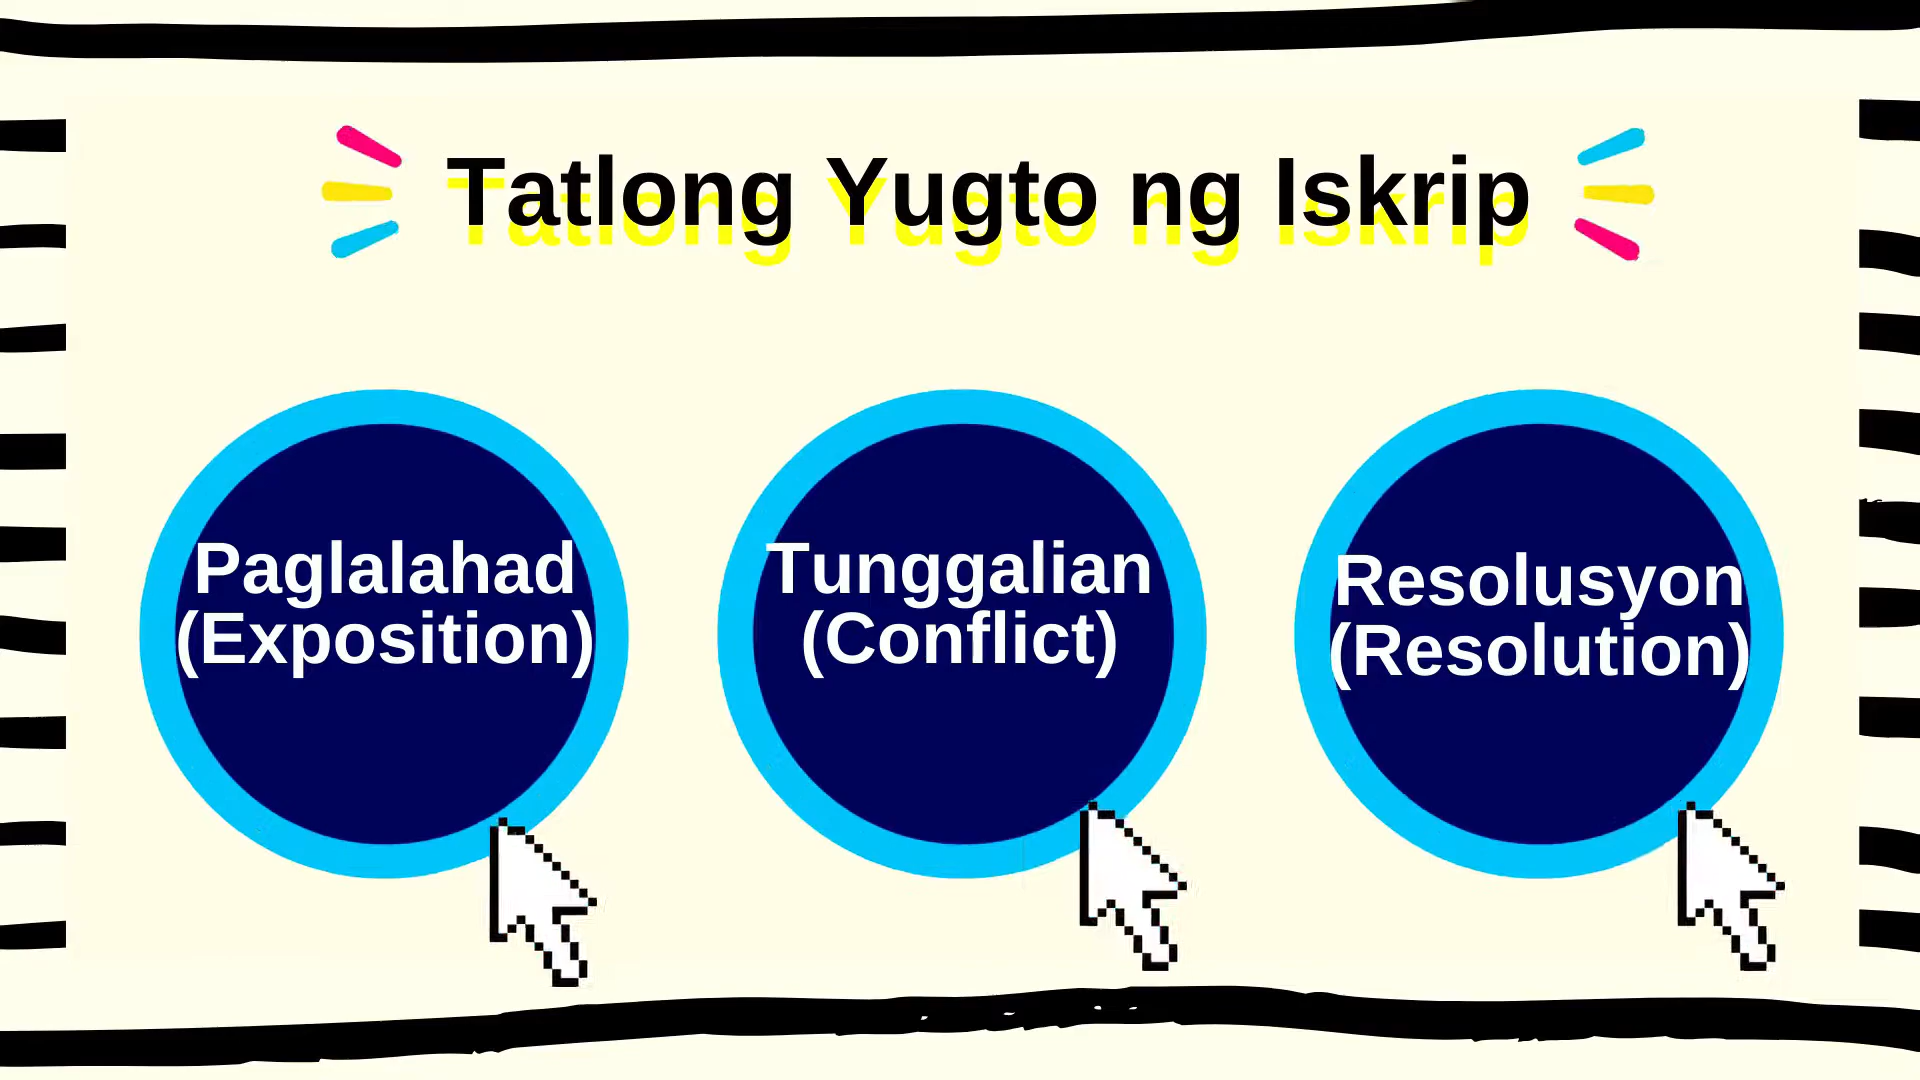 Tatlong Yugto ng Iskrip
Paglalahad
(Exposition)
Tunggalian
(Conflict)
Resolusyon
(Resolution)